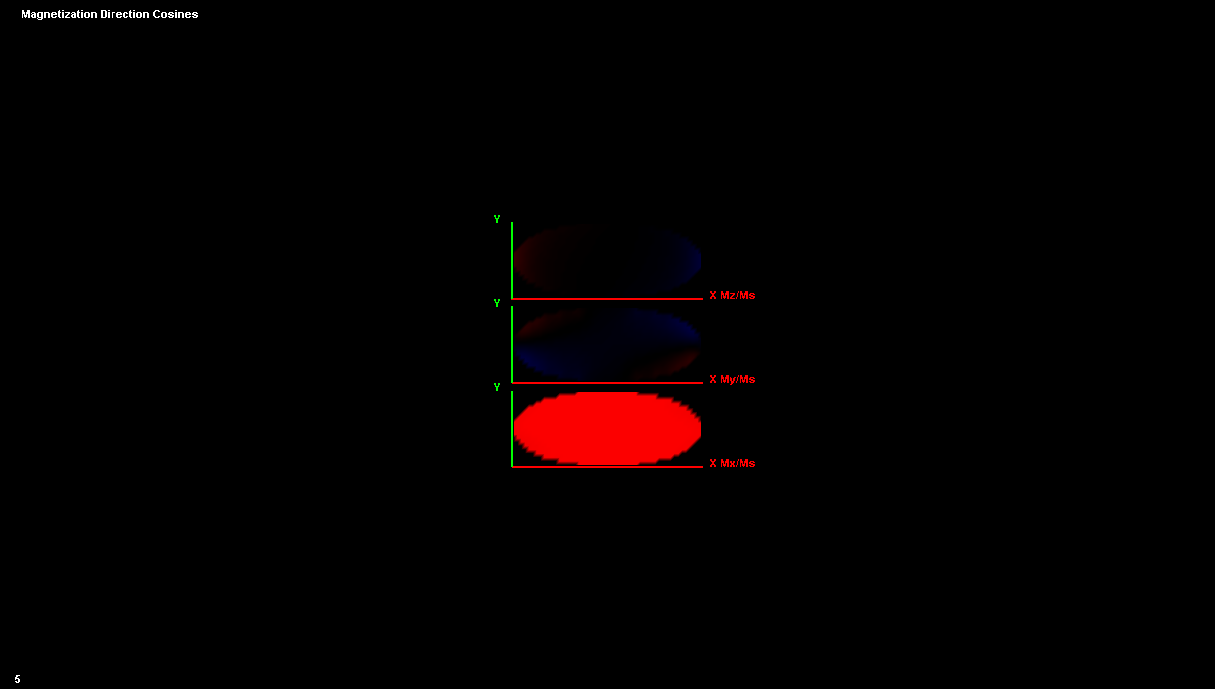 Magnetization Direction Cosines
Y
X Mz/Ms
Y
X My/Ms
Y
X Mx/Ms
5